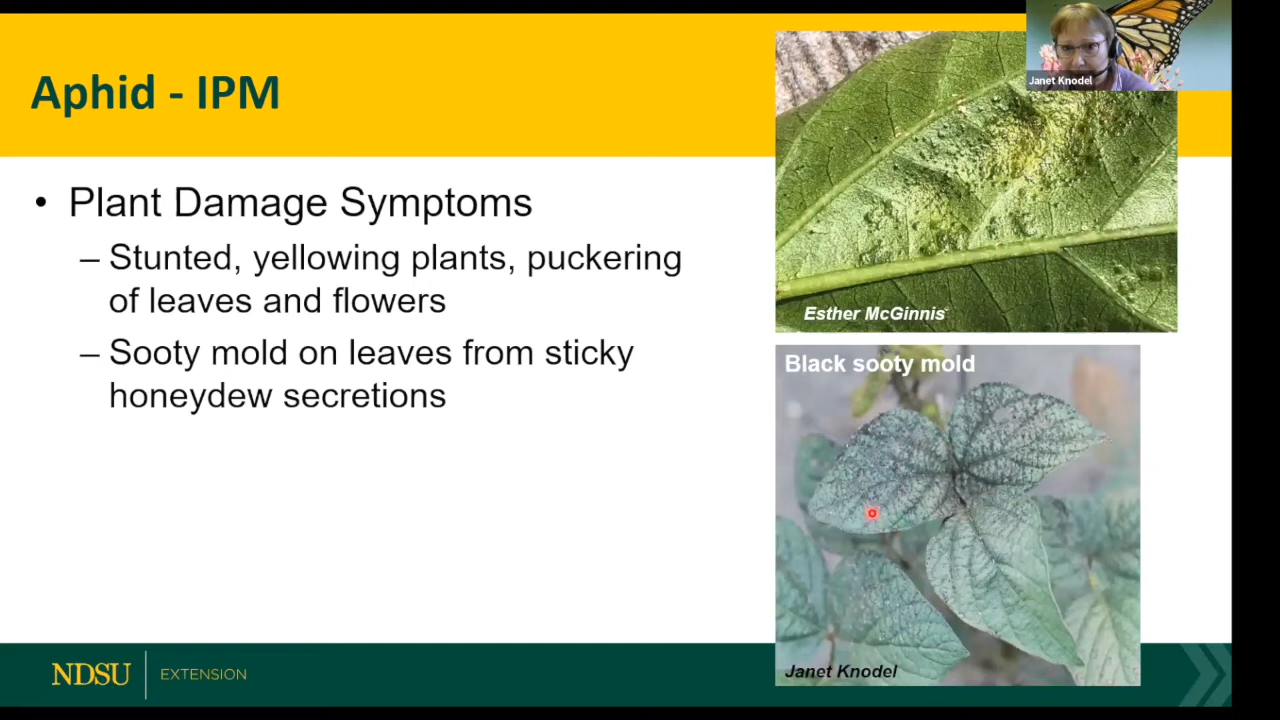 Aphid - IPM
Janet Knodel
• Plant Damage Symptoms
– Stunted, yellowing plants, puckering
of leaves and flowers
– Sooty mold on leaves from sticky
honeydew secretions
Esther McGinnis
Black sooty mold
Janet Knodel
NDSU EXTENSION